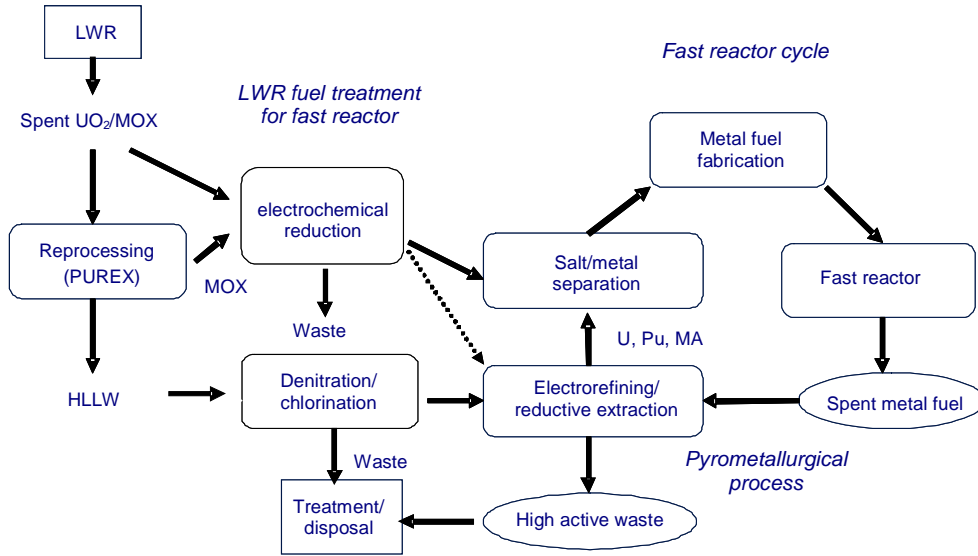 LWR
Fast reactor cycle
LWR fuel treatment
for fast reactor
Spent UO₂/MOX
Metal fuel
fabrication
electrochemical
reduction
Reprocessing
(PUREX)
MOX
Salt/metal
separation
Fast reactor
Waste
U, Pu, MA
HLLW
Denitration/
chlorination
Electrorefining/
reductive extraction
Spent metal fuel
Waste
Pyrometallurgical
process
Treatment/
disposal
High active waste